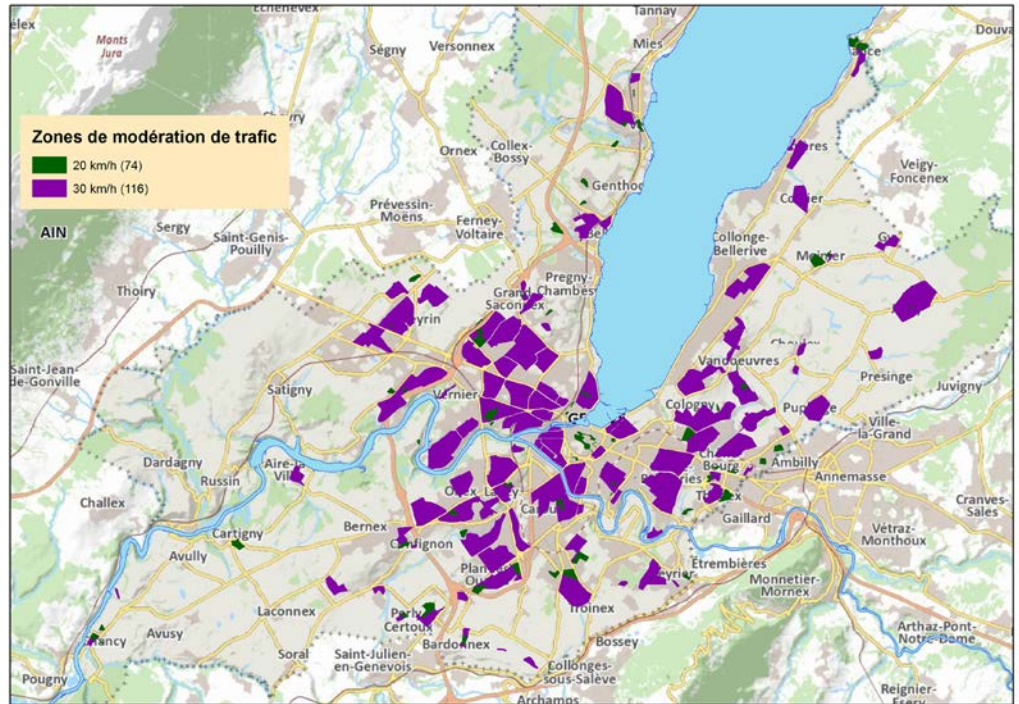 Echenevex
Tannay
Monts
Jura
Ségny
Versonnex
Mies
Zones de modération de trafic
20 km/h (74)
30 km/h (116)
Ornex
Collex-
Bossy
Genthod
Veigy-
Foncenex
AIN
Sergy
Prévessin-
Moëns
Ferney-
Voltaire
Saint-Genis-
Pouilly
Collonge-
Bellerive
Thoiry
Pregny-
Grand
Saconnex
Saint-Jean
de-Gonville
Vandoeuvres
Presinge
Juvigny
Satigny
Vernier
Cologny
Ville-
la-Grand
Dardagny
Russin
Aire-la
Ambilly
Annemasse
Challex
Cartigny
Bernex
Gaillard
Cranves-
Sales
Avully
Vétraz-
Monthoux
Étrembières
Monnetier-
Mornex
Laconnex
Troinex
Avusy
Perly
Certoux
Bardonnex
Bossey
Arthaz-Pont-
Notre-Dame
Soral
Saint-Julien-
en-Genevois
Collonges-
sous-Salève
Pougny
Archamps
Reignier-
Esery